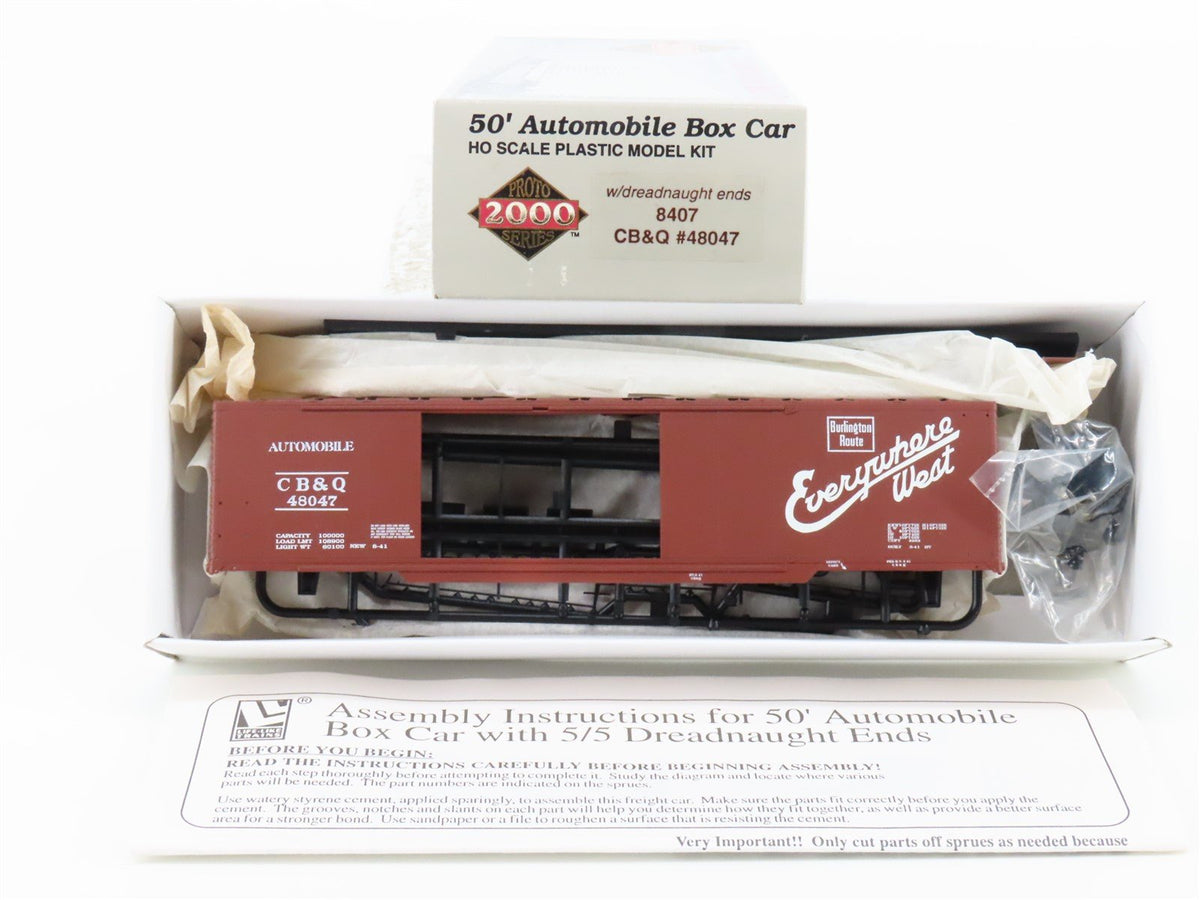 50' Automobile Box Car
HO SCALE PLASTIC MODEL KIT
PROTO
2000
SERIES
TM
w/dreadnaught ends
8407
CB&Q #48047
AUTOMOBILE
CB&Q
48047
CAPACITY 100000
LOAD LMT 108900
LIGHT WT 60100 NEW 8-41
Burlington
Route
Everywhere
West
LIFE-LIKE
TRAINS
®
Assembly Instructions for 50' Automobile
Box Car with 5/5 Dreadnaught Ends
BEFORE YOU BEGIN:
READ THE INSTRUCTIONS CAREFULLY BEFORE BEGINNING ASSEMBLY!
Read each step thoroughly before attempting to complete it. Study the diagram and locate where various
parts will be needed. The part numbers are indicated on the sprues.
Use watery styrene cement, applied sparingly, to assemble this freight car. Make sure the parts fit correctly before you apply the
cement. The grooves, notches and slants on each part will help you determine how they fit together, as well as provide a better surface
area for a stronger bond. Use sandpaper or a file to roughen a surface that is resisting the cement.
Very Important!! Only cut parts off sprues as needed because